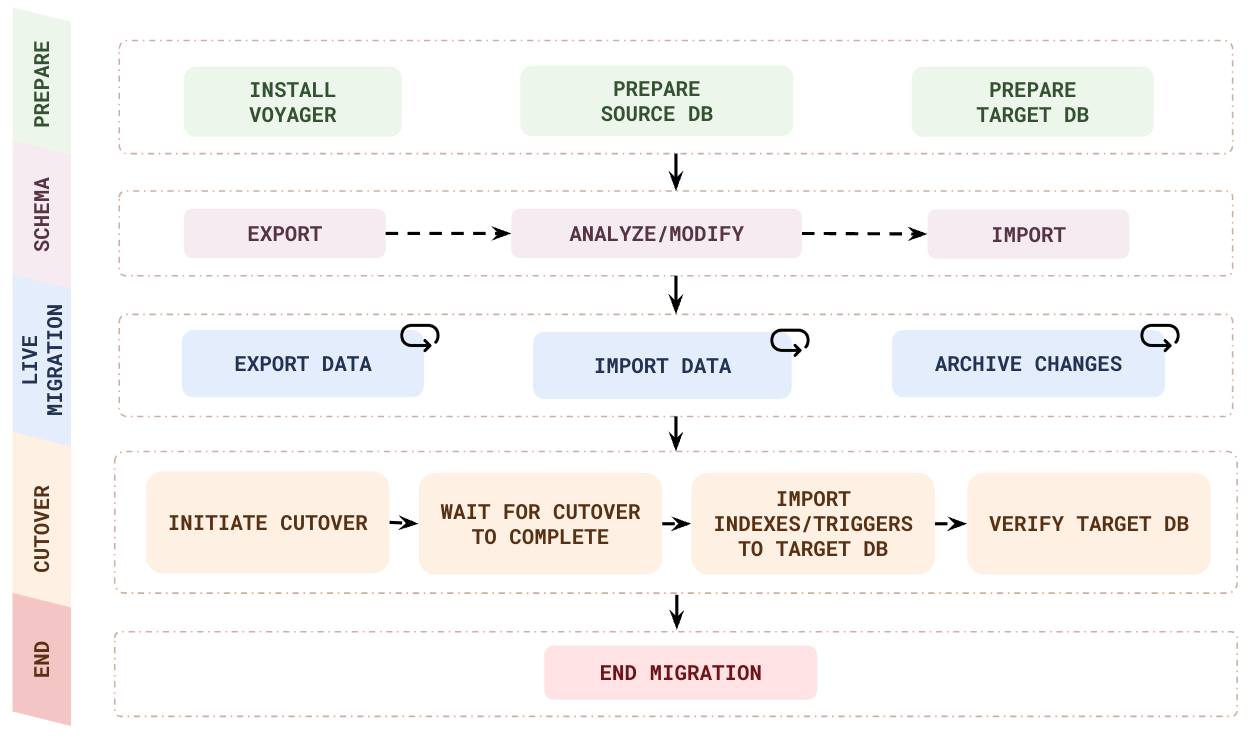 PREPARE
INSTALL
VOYAGER
PREPARE
SOURCE DB
PREPARE
TARGET DB
SCHEMA
EXPORT
ANALYZE/MODIFY
IMPORT
LIVE
MIGRATION
EXPORT DATA
IMPORT DATA
ARCHIVE CHANGES
CUTOVER
INITIATE CUTOVER
WAIT FOR CUTOVER
TO COMPLETE
IMPORT
INDEXES/TRIGGERS
TO TARGET DB
VERIFY TARGET DB
END
END MIGRATION